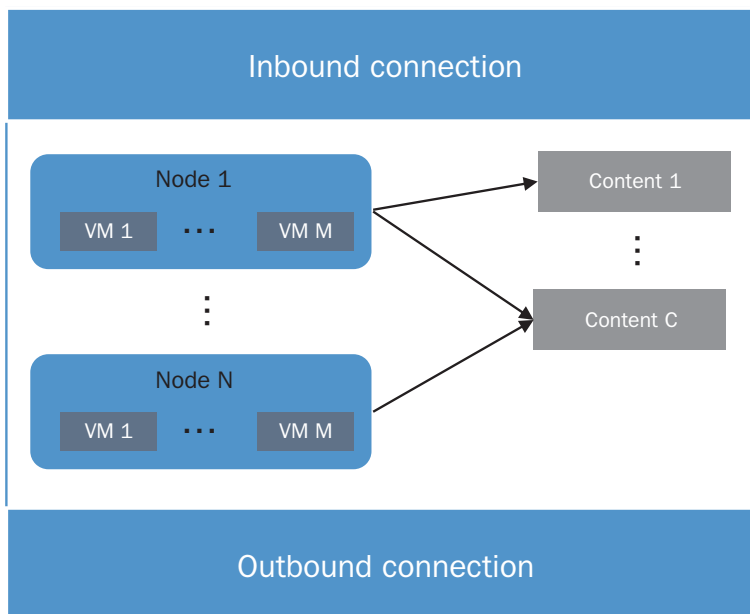 Inbound connection
Node 1
VM 1 ... VM M
Content 1
Content C
Node N
VM 1 ... VM M
Outbound connection